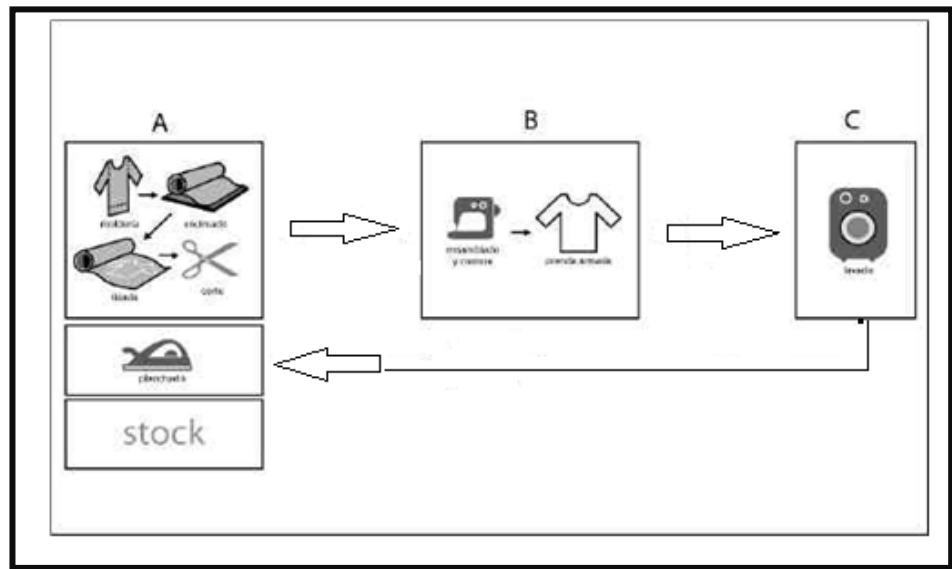 A
B
C
moldería
encimado
tizada
corte
ensamblado
y costura
prenda armada
lavado
planchado
stock